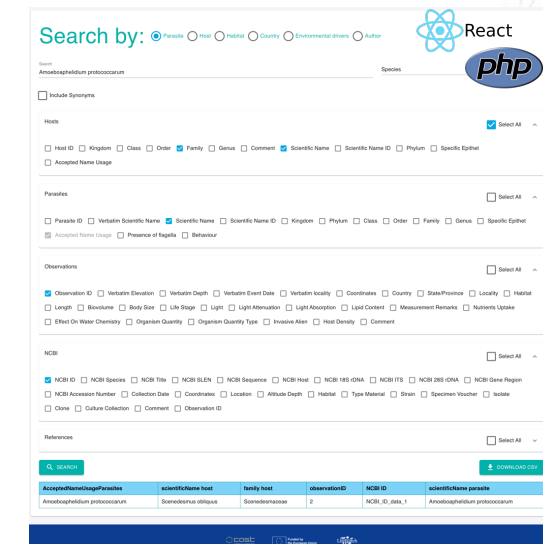 Search by: Parasite Host Habitat Country Environmental drivers Author
React
php
Search
Amoeboaphelidium protococcarum
Species
Include Synonyms
Hosts
Select All
Host ID Kingdom Class Order Family Genus Comment Scientific Name Scientific Name ID Phylum Specific Epithet
Accepted Name Usage
Parasites
Select All
Parasite ID Verbatim Scientific Name Scientific Name Scientific Name ID Kingdom Phylum Class Order Family Genus Specific Epithet
Accepted Name Usage Presence of flagella Behaviour
Observations
Select All
Observation ID Verbatim Elevation Verbatim Depth Verbatim Event Date Verbatim locality Coordinates Country State/Province Locality Habitat
Length Biovolume Body Size Life Stage Light Light Attenuation Light Absorption Lipid Content Measurement Remarks Nutrients Uptake
Effect On Water Chemistry Organism Quantity Organism Quantity Type Invasive Alien Host Density Comment
NCBI
Select All
NCBI ID NCBI Species NCBI Title NCBI SLEN NCBI Sequence NCBI Host NCBI 18S rDNA NCBI ITS NCBI 28S rDNA NCBI Gene Region
NCBI Accession Number Collection Date Coordinates Location Altitude Depth Habitat Type Material Strain Specimen Voucher Isolate
Clone Culture Collection Comment Observation ID
References
Select All
SEARCH
DOWNLOAD CSV
AcceptedNameUsageParasites scientificName host family host observationID NCBI ID scientificName parasite
Amoeboaphelidium protococcarum Scenedesmus obliquus Scenedesmaceae 2 NCBI_ID_data_1 Amoeboaphelidium protococcarum
cost
Funded by
the European Union